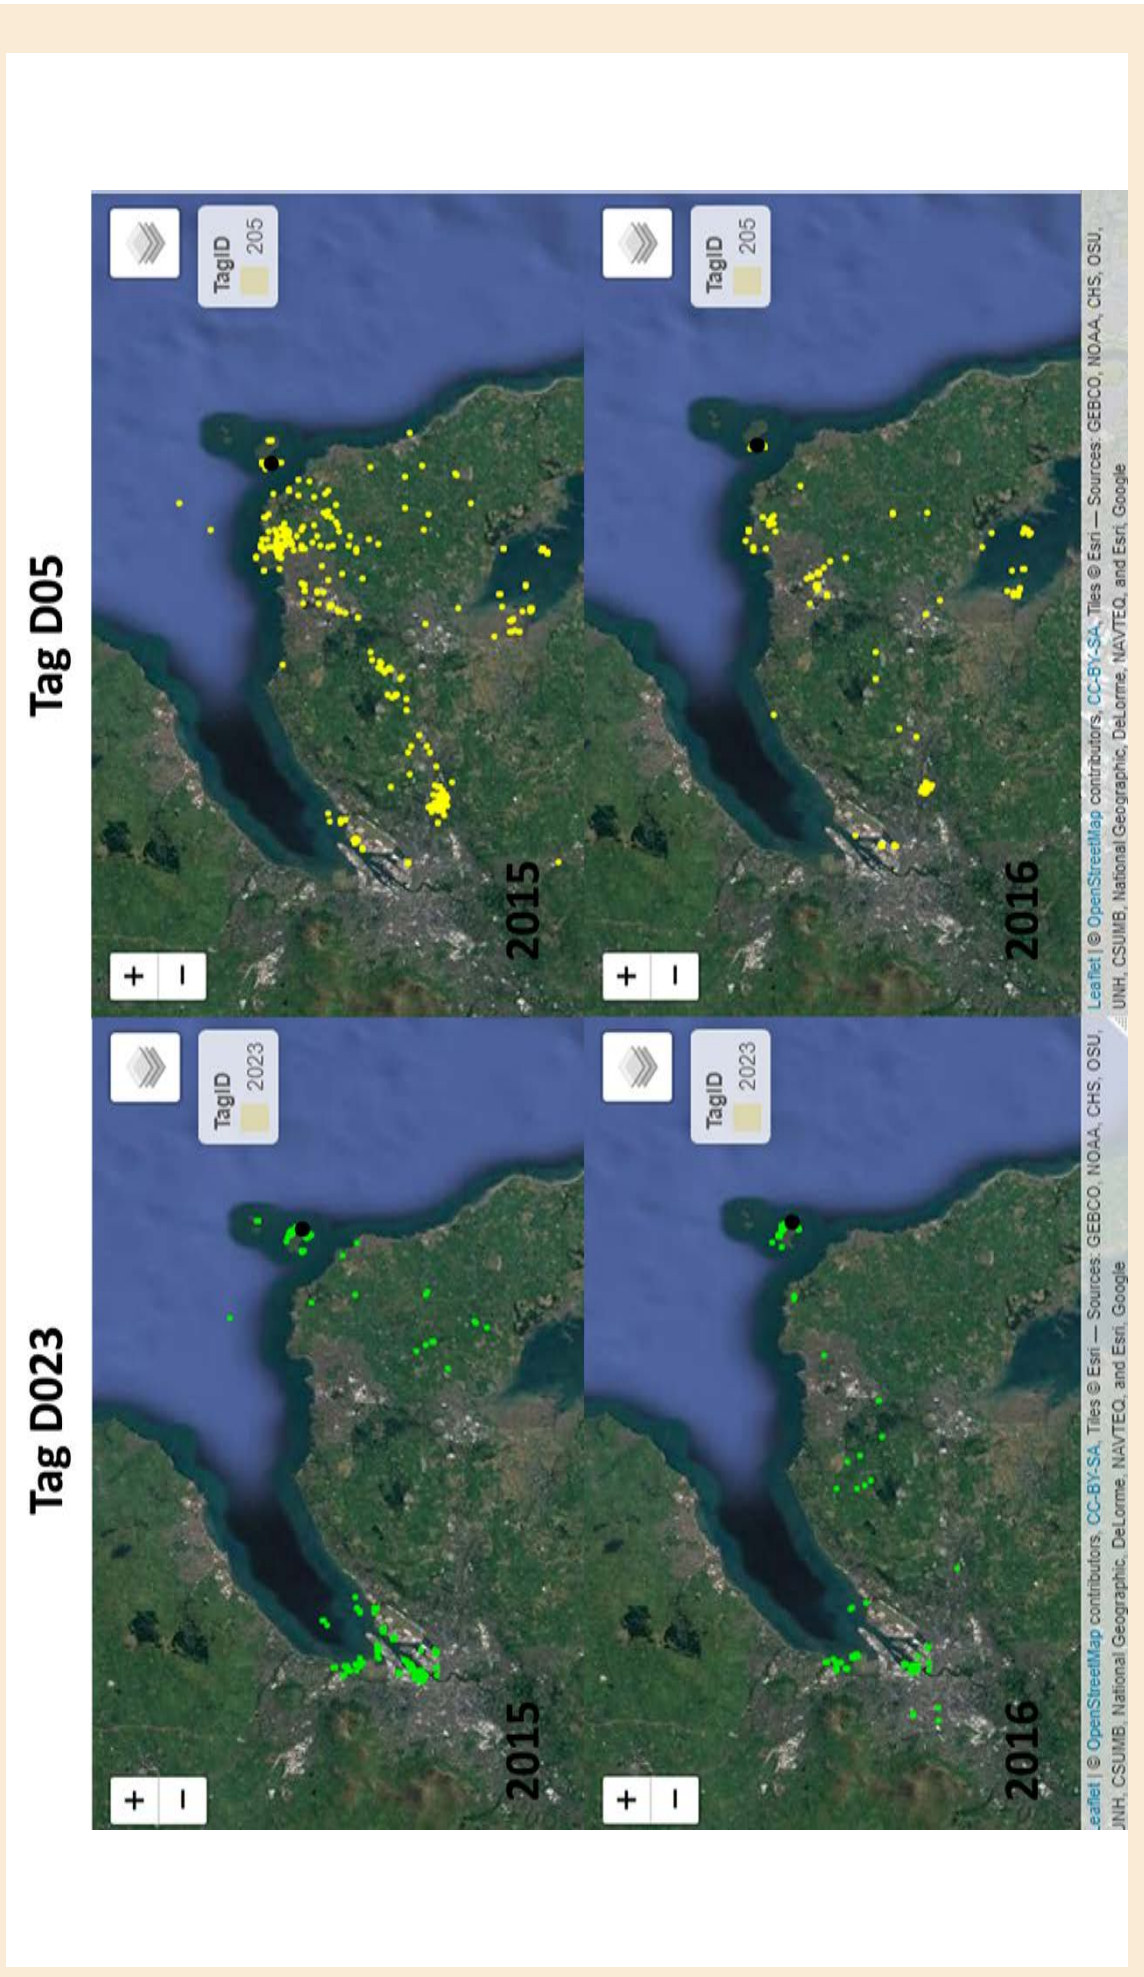 Tag D023
Tag D05
+
−
TagID
2023
2015
+
−
TagID
205
2015
+
−
TagID
2023
2016
+
−
TagID
205
2016
eaflet | © OpenStreetMap contributors, CC-BY-SA, Tiles © Esri — Sources: GEBCO, NOAA, CHS, OSU,
JNH, CSUMB, National Geographic, DeLorme, NAVTEQ, and Esri, Google
Leaflet | © OpenStreetMap contributors, CC-BY-SA, Tiles © Esri — Sources: GEBCO, NOAA, CHS, OSU,
UNH, CSUMB, National Geographic, DeLorme, NAVTEQ, and Esri, Google